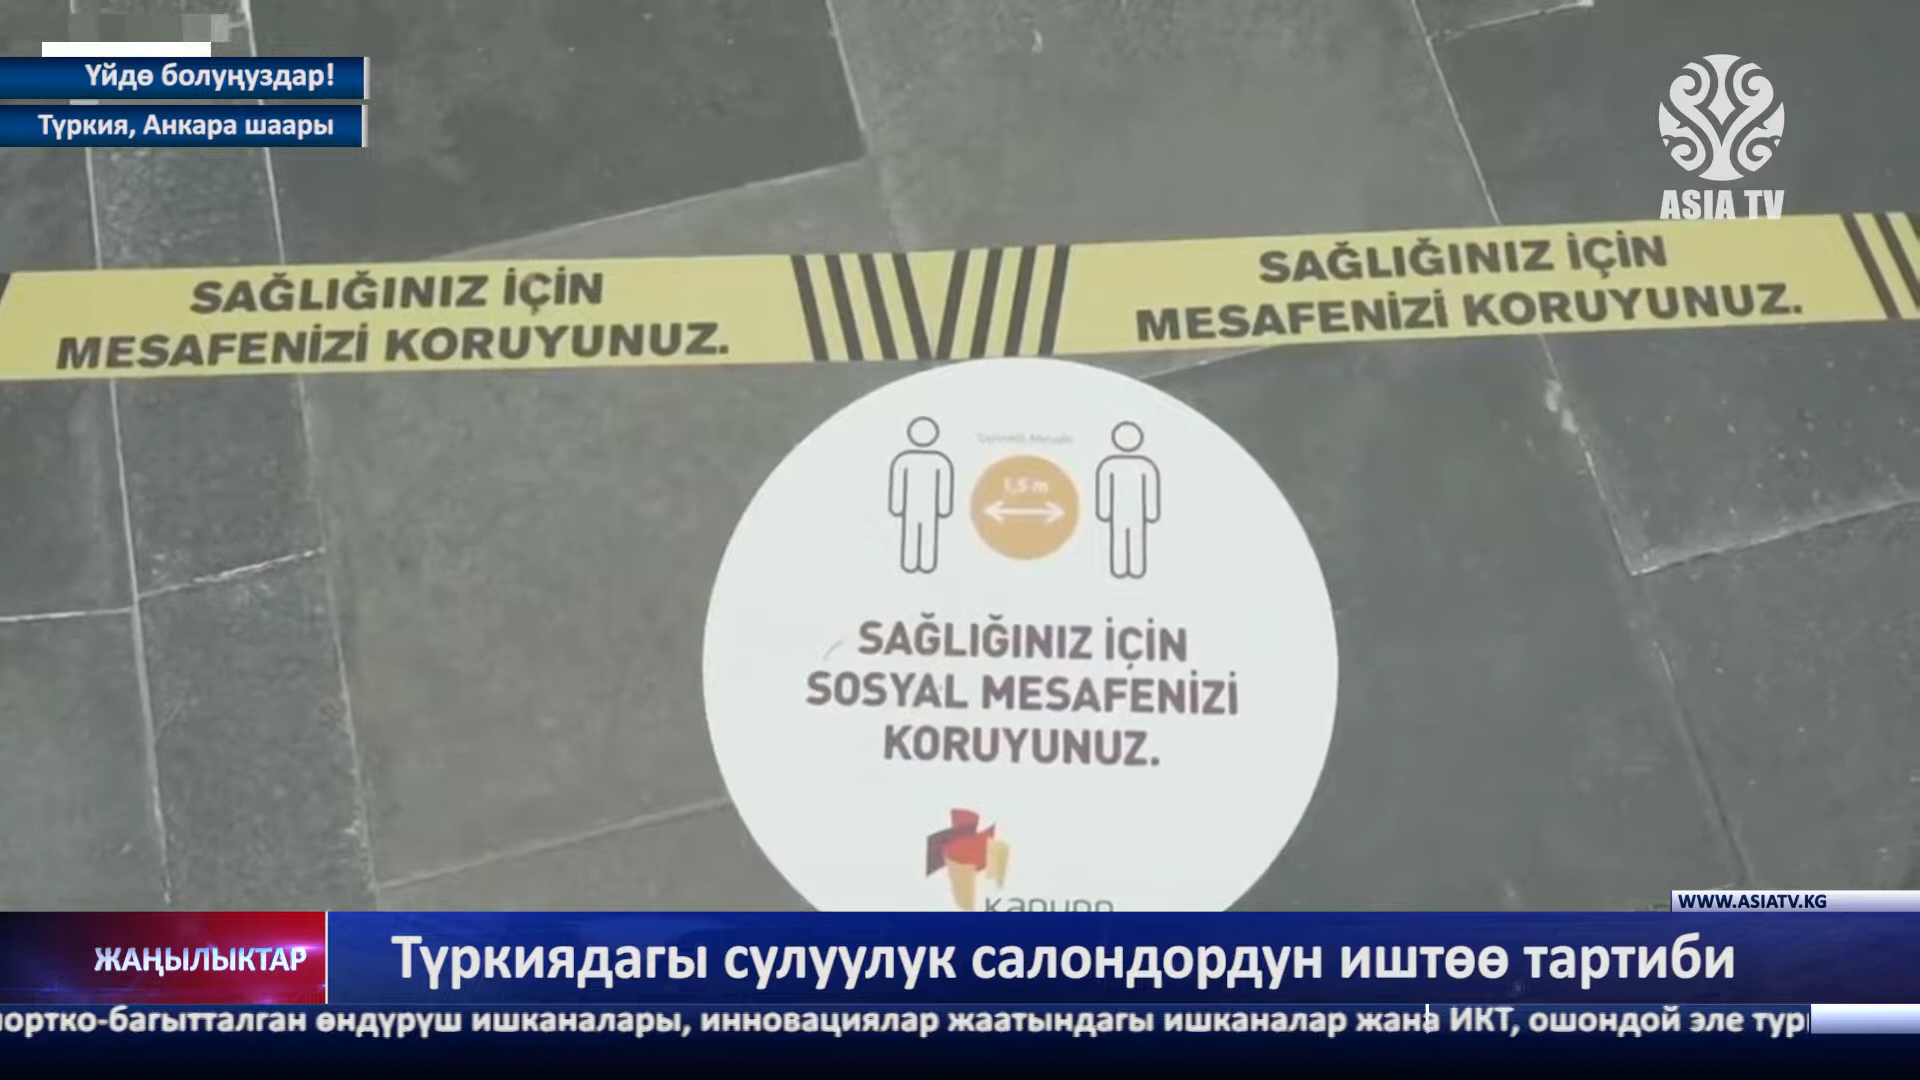 Үйдө болуңуздар!
Түркия, Анкара шаары
ASIA TV
SAĞLIĞINIZ İÇİN
MESAFENİZİ KORUYUNUZ.
SAĞLIĞINIZ İÇİN
MESAFENİZİ KORUYUNUZ.
1,5 m
SAĞLIĞINIZ İÇİN
SOSYAL MESAFENİZİ
KORUYUNUZ.
WWW.ASIATV.KG
ЖАҢЫЛЫКТАР
Түркиядагы сулуулук салондордун иштөө тартиби
портко-багытталган өндүрүш ишканалары, инновациялар жаатындагы ишканалар жана ИКТ, ошондой эле тур